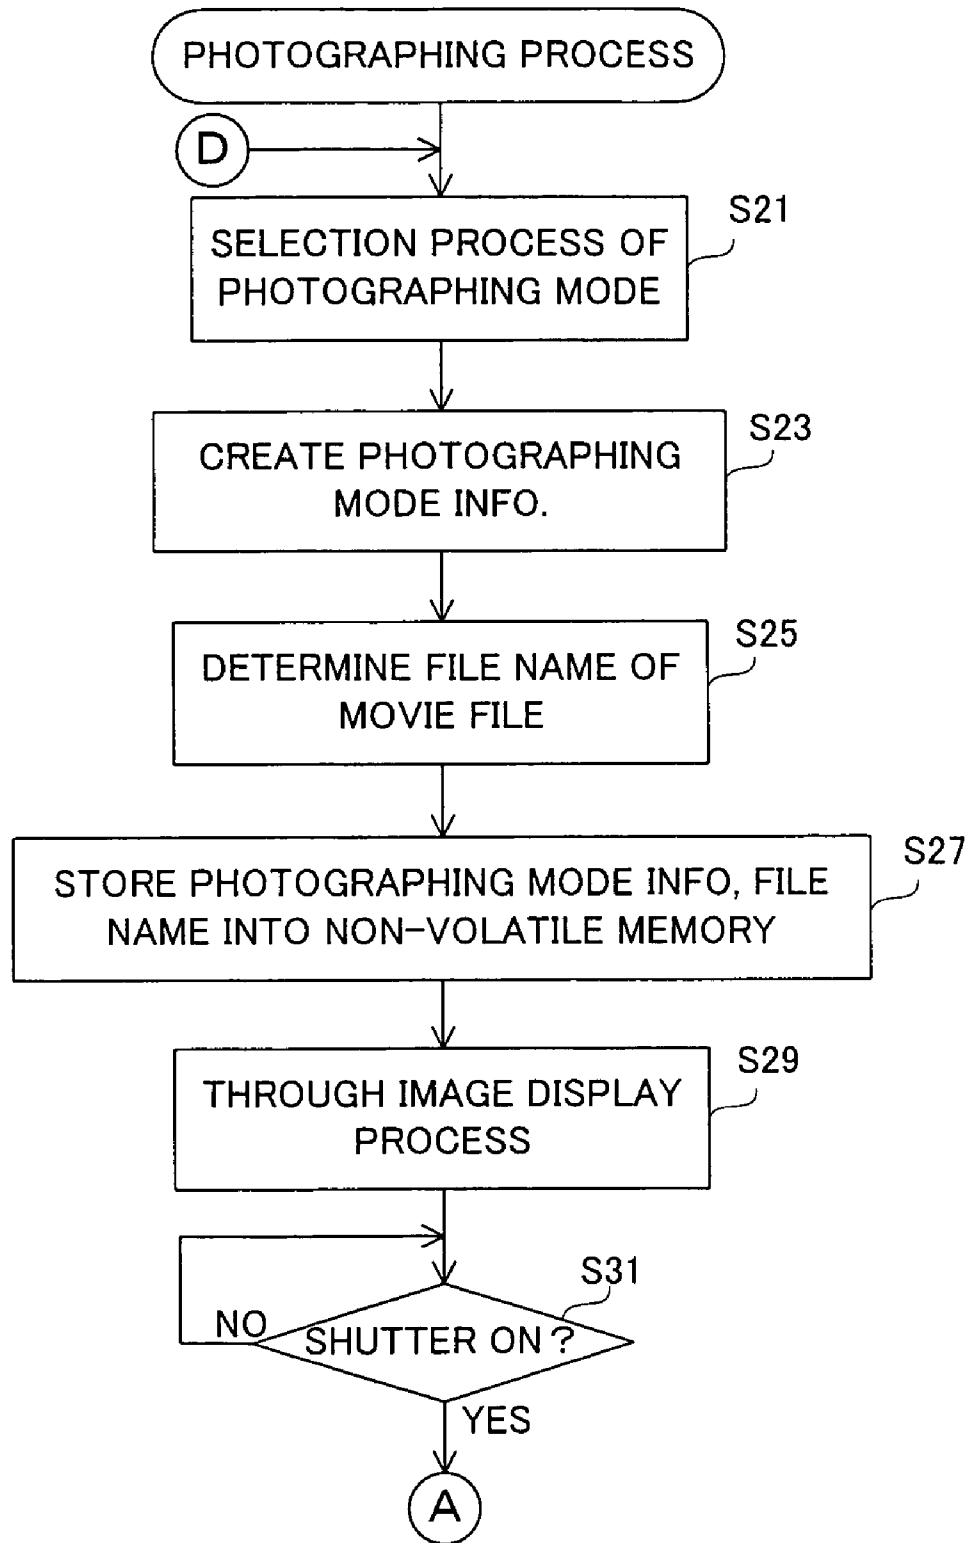 PHOTOGRAPHING PROCESS
D
S21
SELECTION PROCESS OF
PHOTOGRAPHING MODE
S23
CREATE PHOTOGRAPHING
MODE INFO.
S25
DETERMINE FILE NAME OF
MOVIE FILE
S27
STORE PHOTOGRAPHING MODE INFO, FILE
NAME INTO NON-VOLATILE MEMORY
S29
THROUGH IMAGE DISPLAY
PROCESS
S31
NO
SHUTTER ON?
YES
A